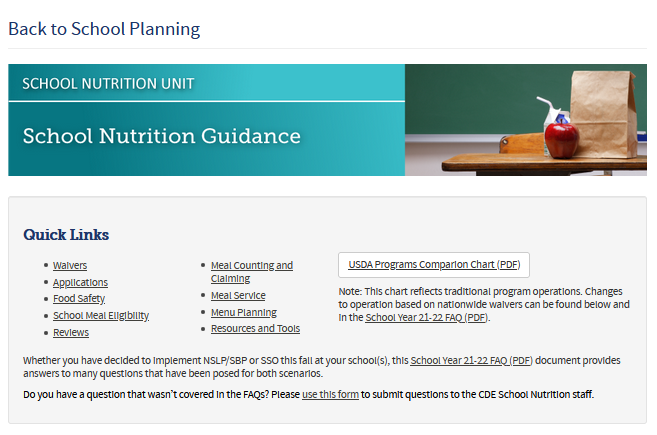 Back to School Planning
SCHOOL NUTRITION UNIT
School Nutrition Guidance
Quick Links
Waivers
Applications
Food Safety
School Meal Eligibility
Reviews
Meal Counting and
Claiming
Meal Service
Menu Planning
Resources and Tools
USDA Programs Comparion Chart (PDF)
Note: This chart reflects traditional program operations. Changes
to operation based on nationwide waivers can be found below and
in the School Year 21-22 FAQ (PDF).
Whether you have decided to implement NSLP/SBP or SSO this fall at your school(s), this School Year 21-22 FAQ (PDF) document provides
answers to many questions that have been posed for both scenarios.
Do you have a question that wasn't covered in the FAQs? Please use this form to submit questions to the CDE School Nutrition staff.